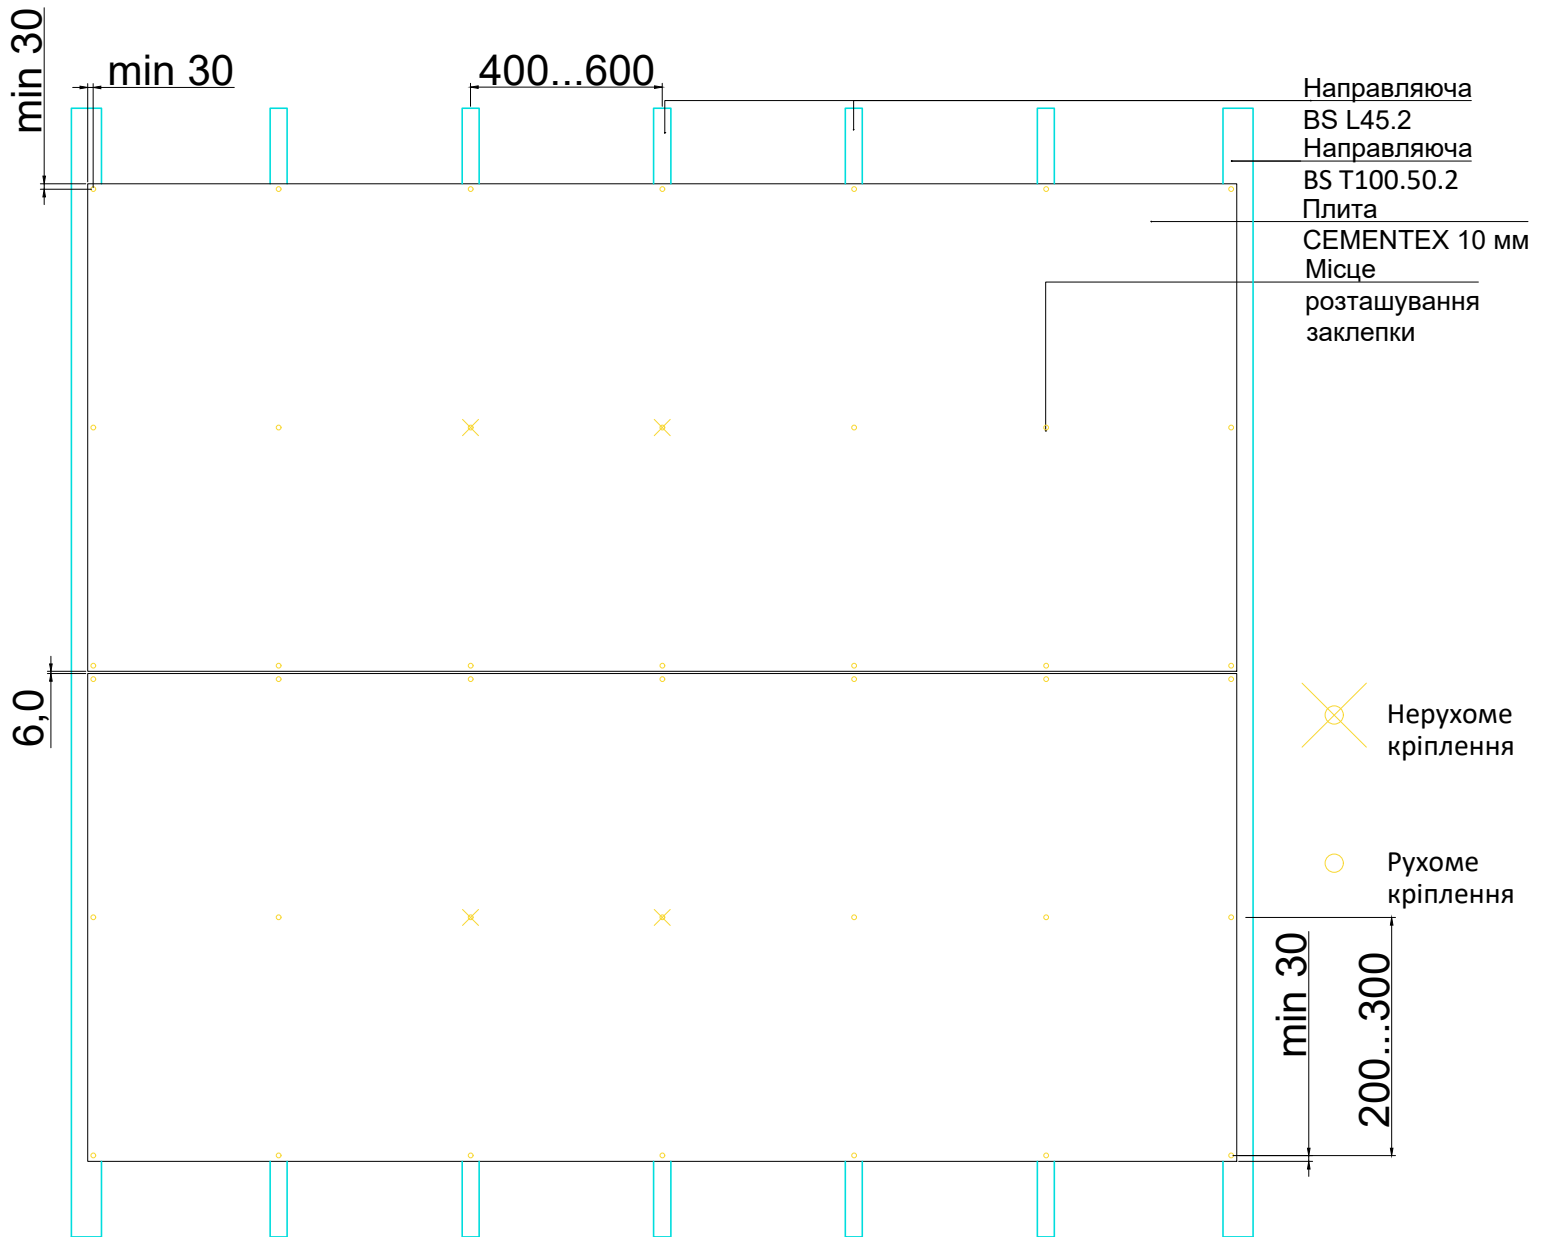 min 30
min 30
400...600
Направляюча
BS L45.2
Направляюча
BS T100.50.2
Плита
CEMENTEX 10 мм
Місце
розташування
заклепки
6,0
Нерухоме
кріплення
Рухоме
кріплення
min 30
200...300